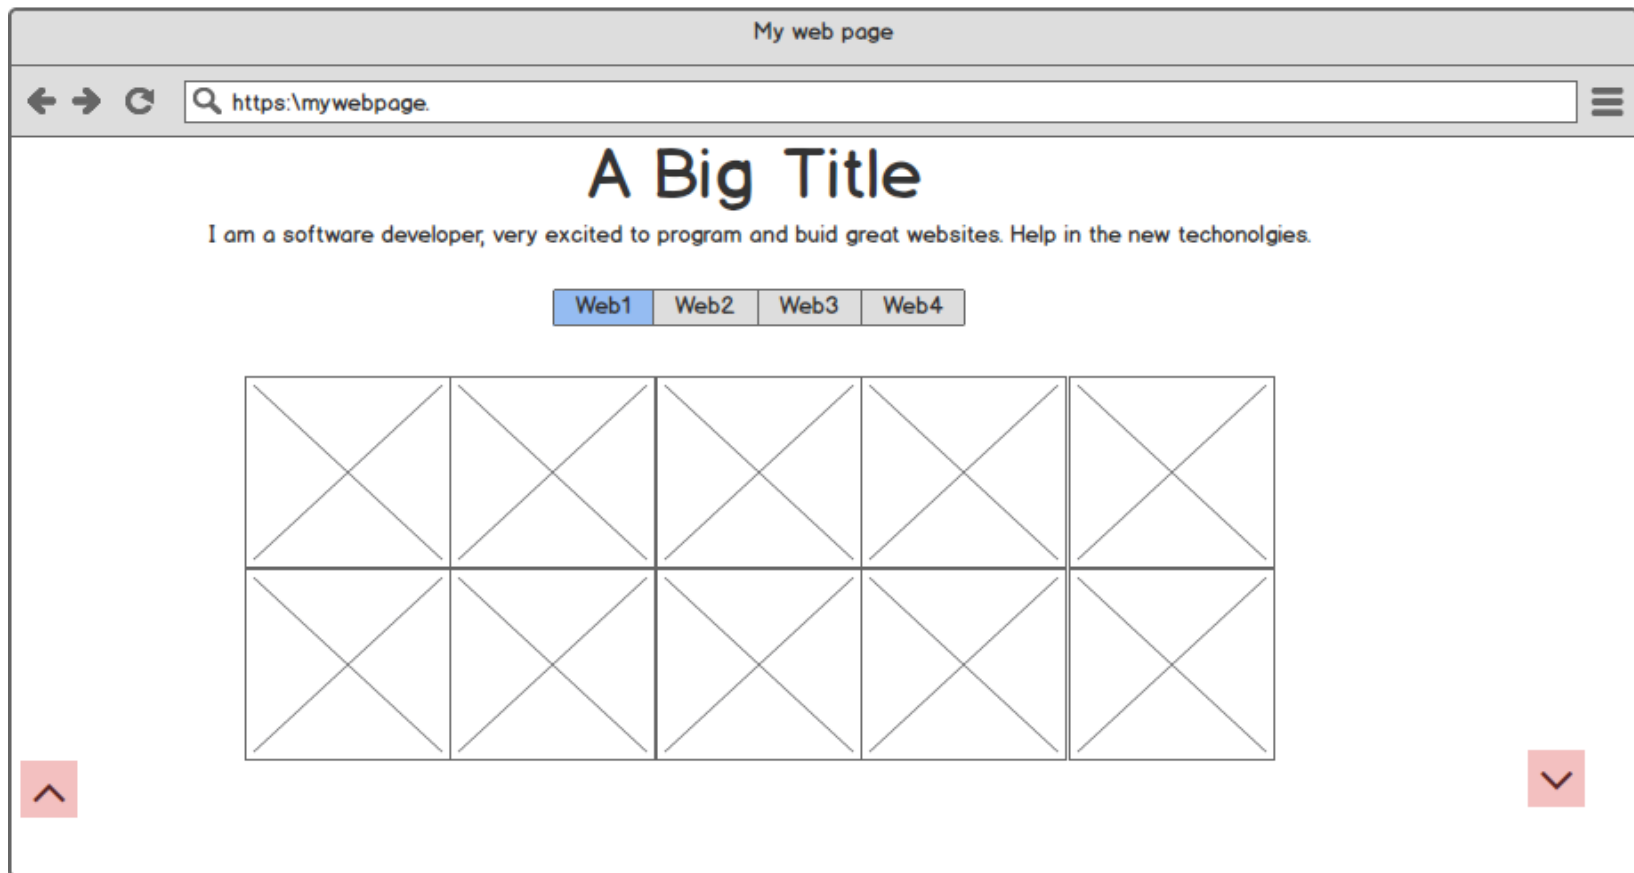 My web page
https:\mywebpage.
A Big Title
I am a software developer, very excited to program and buid great websites. Help in the new techonolgies.
Web1 Web2 Web3 Web4